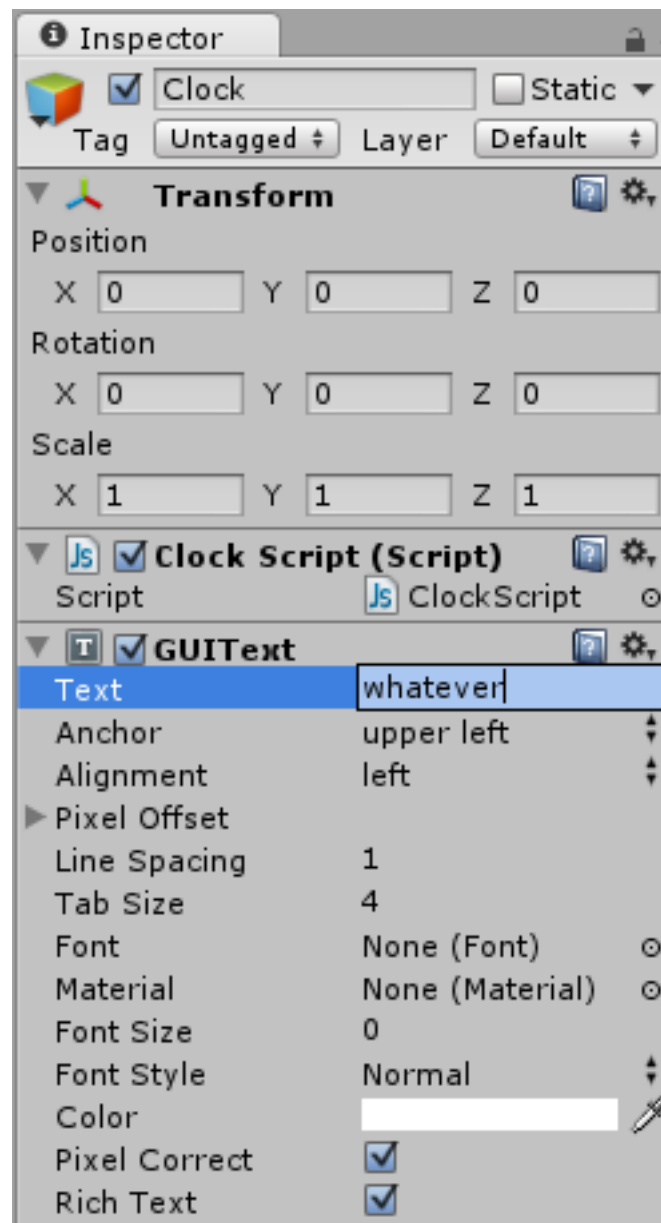 Inspector
Clock Static
Tag Untagged Layer Default
Transform
Position
X 0 Y 0 Z 0
Rotation
X 0 Y 0 Z 0
Scale
X 1 Y 1 Z 1
Js Clock Script (Script)
Script Js ClockScript
T GUIText
Text whatever
Anchor upper left
Alignment left
Pixel Offset
Line Spacing 1
Tab Size 4
Font None (Font)
Material None (Material)
Font Size 0
Font Style Normal
Color
Pixel Correct
Rich Text